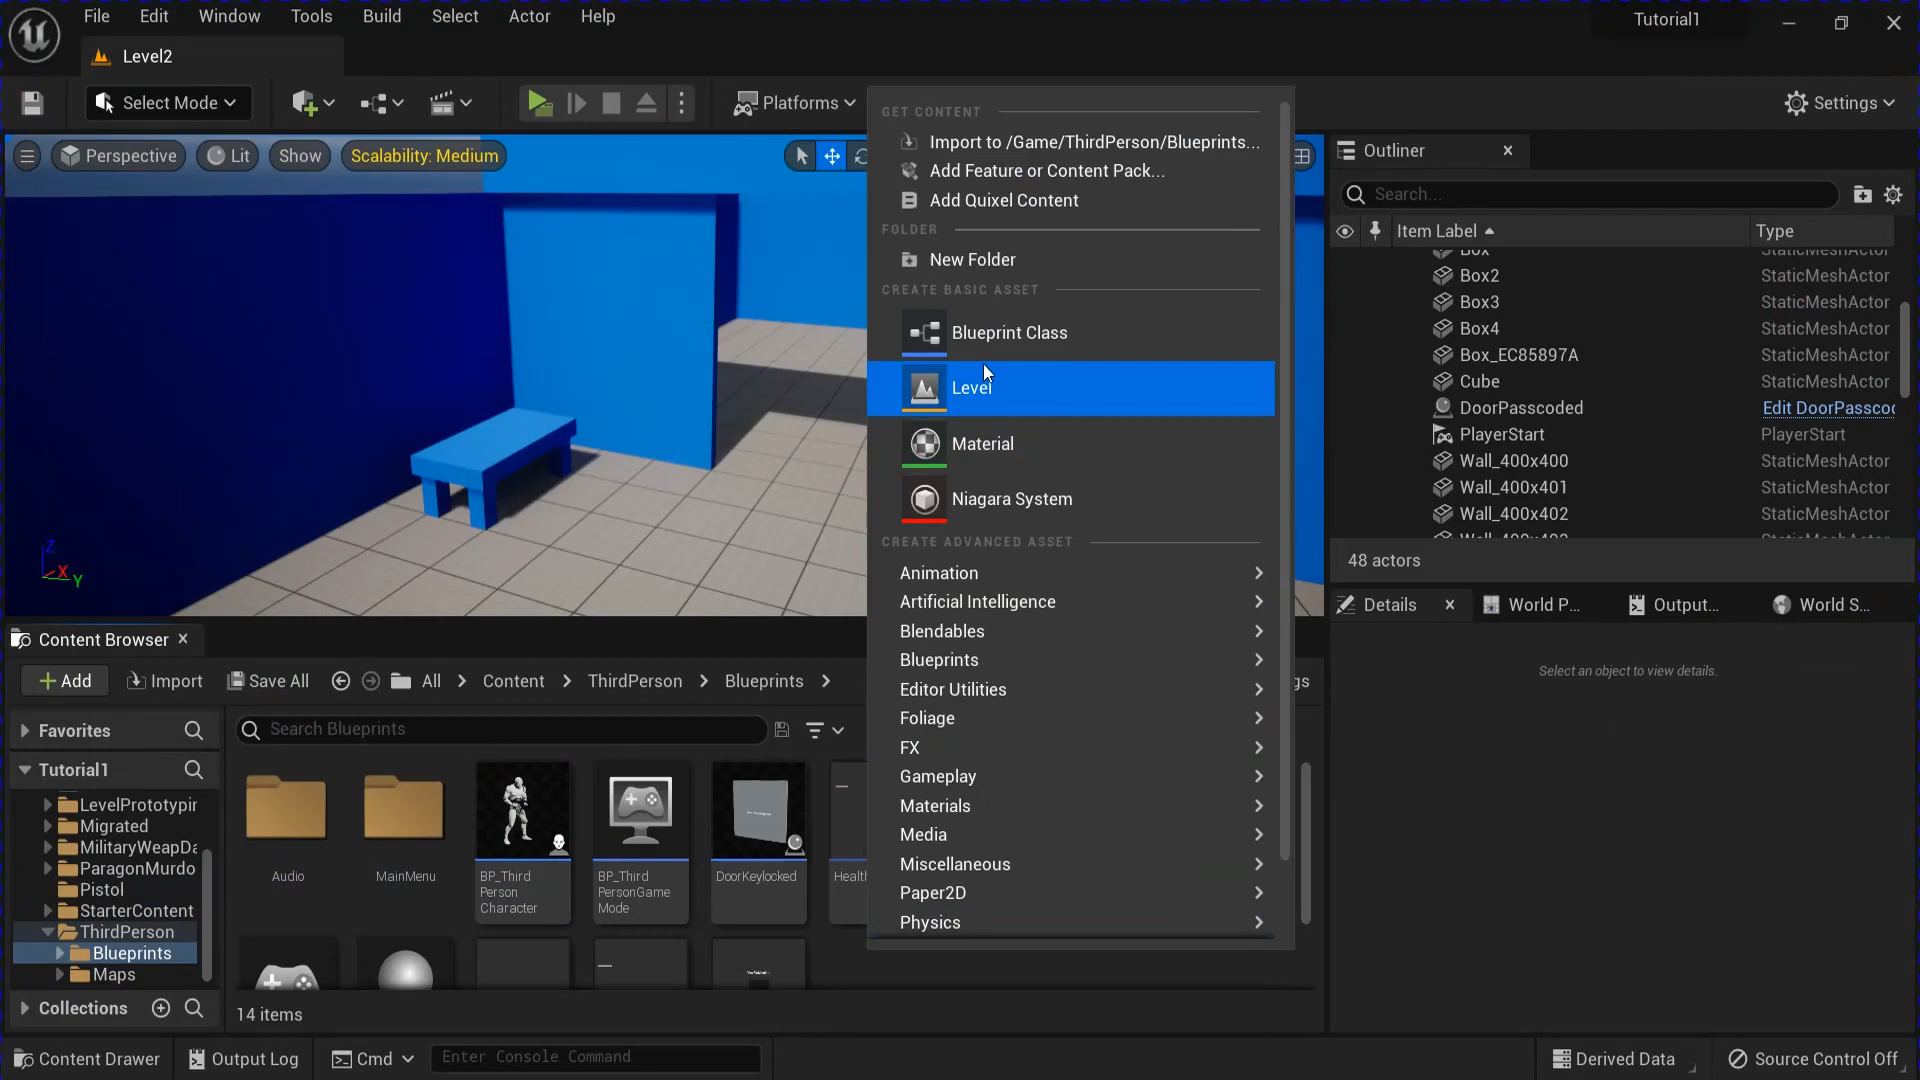 File Edit Window Tools Build Select Actor Help
Tutorial1
Level2
Select Mode
Platforms
Settings
Perspective
Lit
Show
Scalability: Medium
GET CONTENT
Import to /Game/ThirdPerson/Blueprints...
Add Feature or Content Pack...
Add Quixel Content
FOLDER
New Folder
CREATE BASIC ASSET
Blueprint Class
Level
Material
Niagara System
CREATE ADVANCED ASSET
Animation
Artificial Intelligence
Blendables
Blueprints
Editor Utilities
Foliage
FX
Gameplay
Materials
Media
Miscellaneous
Paper2D
Physics
Outliner
Search...
Item Label Type
Box StaticMeshActor
Box2 StaticMeshActor
Box3 StaticMeshActor
Box4 StaticMeshActor
Box_EC85897A StaticMeshActor
Cube StaticMeshActor
DoorPasscoded Edit DoorPassco
PlayerStart PlayerStart
Wall_400x400 StaticMeshActor
Wall_400x401 StaticMeshActor
Wall_400x402 StaticMeshActor
48 actors
Details World P... Output... World S...
Select an object to view details.
Z
X
Y
Content Browser
Add Import Save All All Content ThirdPerson Blueprints
gs
Favorites
Search Blueprints
Tutorial1
LevelPrototypir
Migrated
MilitaryWeapDa
ParagonMurdo
Pistol
StarterContent
ThirdPerson
Blueprints
Maps
Collections
Audio
MainMenu
BP_Third
Person
Character
BP_Third
PersonGame
Mode
DoorKeylocked
Health
14 items
Content Drawer Output Log Cmd Enter Console Command
Derived Data Source Control Off